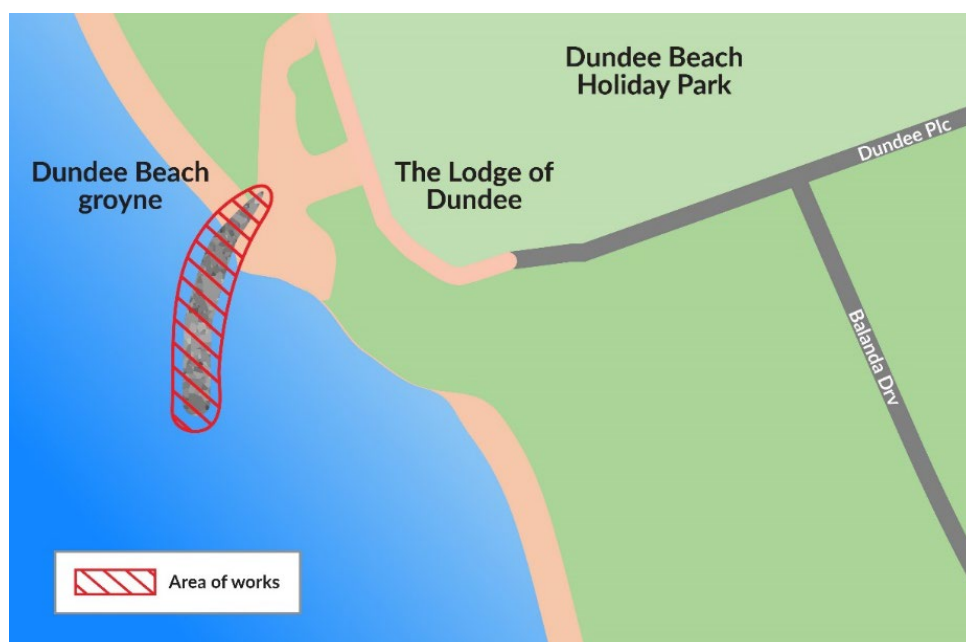 Dundee Beach
Holiday Park
Dundee Plc
Dundee Beach
groyne
The Lodge of
Dundee
Balanda Drv
Area of works